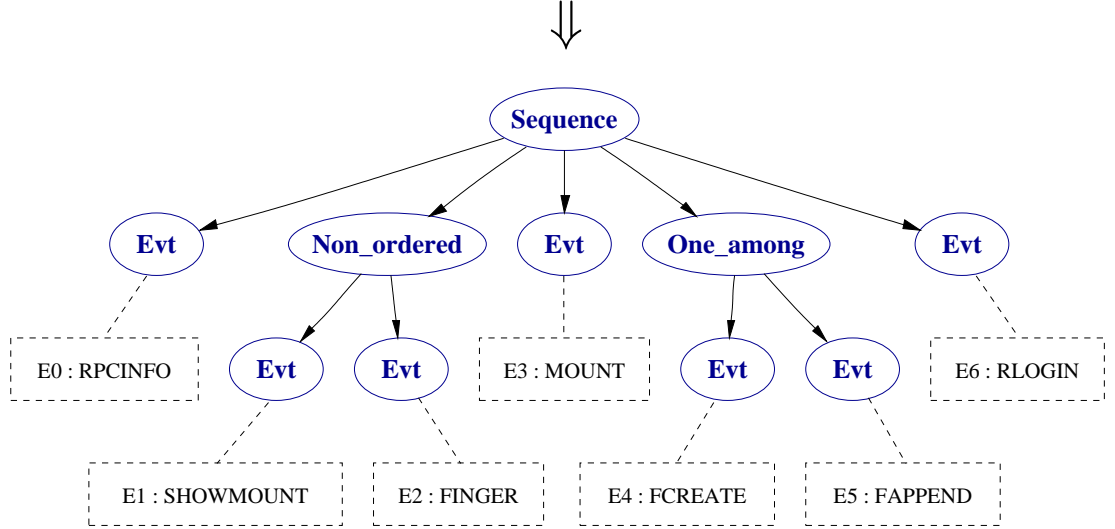 Sequence
Evt
Non_ordered
Evt
One_among
Evt
E0 : RPCINFO
Evt
Evt
E3 : MOUNT
Evt
Evt
E6 : RLOGIN
E1 : SHOWMOUNT
E2 : FINGER
E4 : FCREATE
E5 : FAPPEND